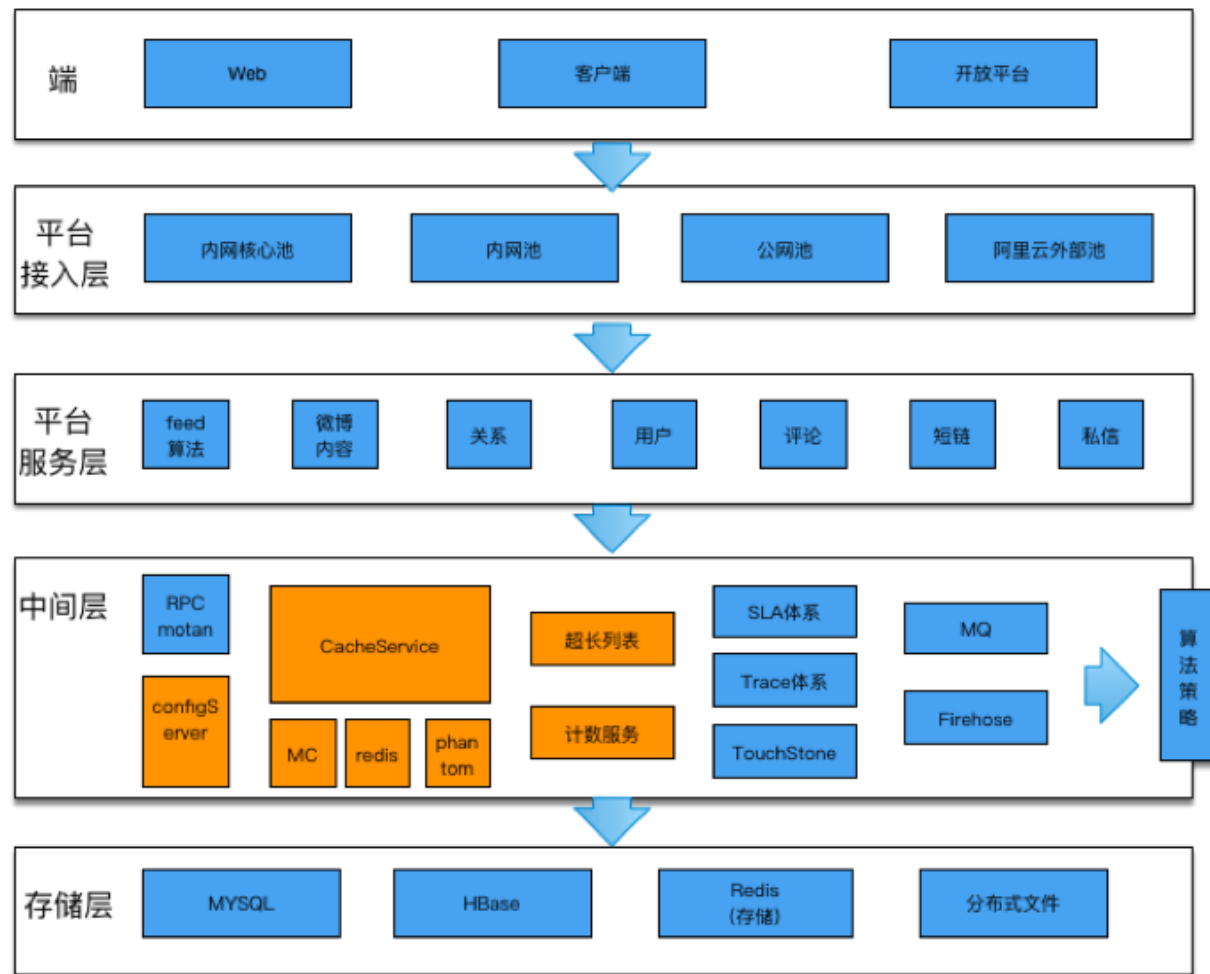 端
Web
客户端
开放平台
平台
接入层
内网核心池
内网池
公网池
阿里云外部池
平台
服务层
feed
算法
微博
内容
关系
用户
评论
短链
私信
中间层
RPC
motan
configS
erver
CacheService
MC
redis
phan
tom
超长列表
计数服务
SLA体系
Trace体系
TouchStone
MQ
Firehose
算
法
策
略
存储层
MYSQL
HBase
Redis
(存储)
分布式文件